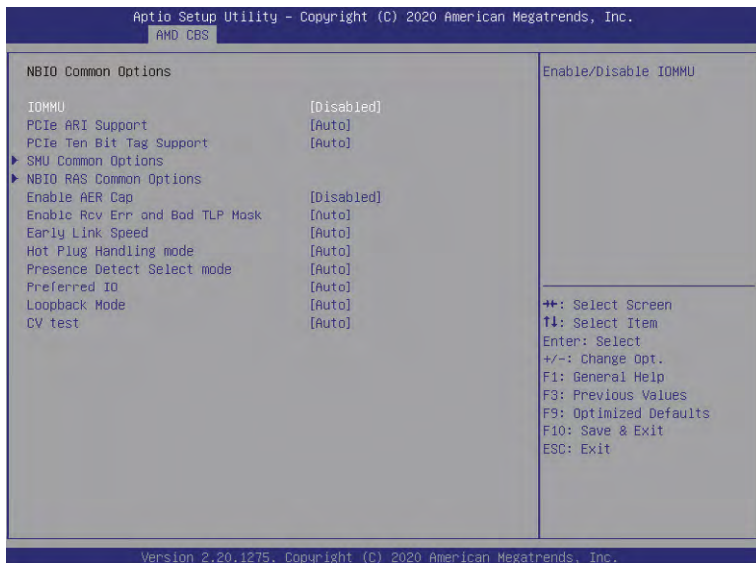 Aptio Setup Utility – Copyright (C) 2020 American Megatrends, Inc.
AMD CBS
NBIO Common Options
IOMMU [Disabled]
PCIe ARI Support [Auto]
PCIe Ten Bit Tag Support [Auto]
▶ SMU Common Options
▶ NBIO RAS Common Options
Enable AER Cap [Disabled]
Enable Rcv Err and Bad TLP Mask [Auto]
Early Link Speed [Auto]
Hot Plug Handling mode [Auto]
Presence Detect Select mode [Auto]
Preferred IO [Auto]
Loopback Mode [Auto]
CV test [Auto]
Enable/Disable IOMMU
→←: Select Screen
↑↓: Select Item
Enter: Select
+/-: Change Opt.
F1: General Help
F3: Previous Values
F9: Optimized Defaults
F10: Save & Exit
ESC: Exit
Version 2.20.1275. Copyright (C) 2020 American Megatrends, Inc.